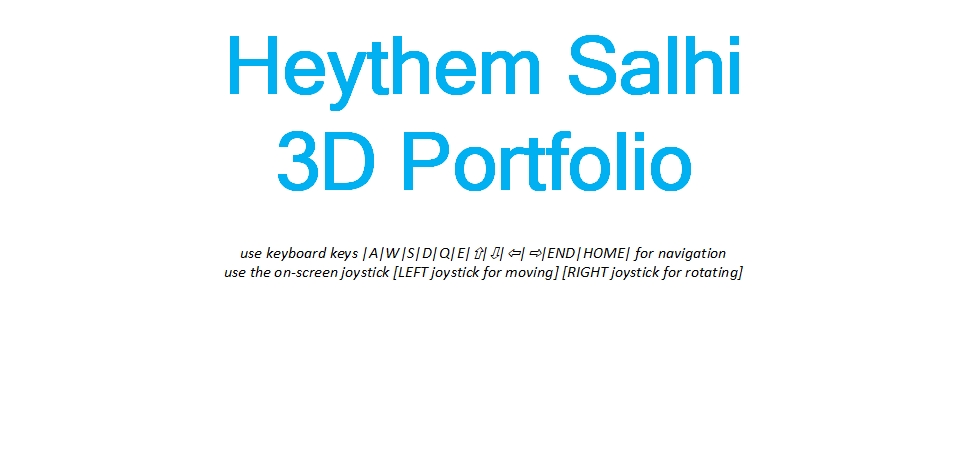 Heythem Salhi
3D Portfolio
use keyboard keys |A|W|S|D|Q|E|⇧|⇩|⇦|⇨|END|HOME| for navigation
use the on-screen joystick [LEFT joystick for moving] [RIGHT joystick for rotating]